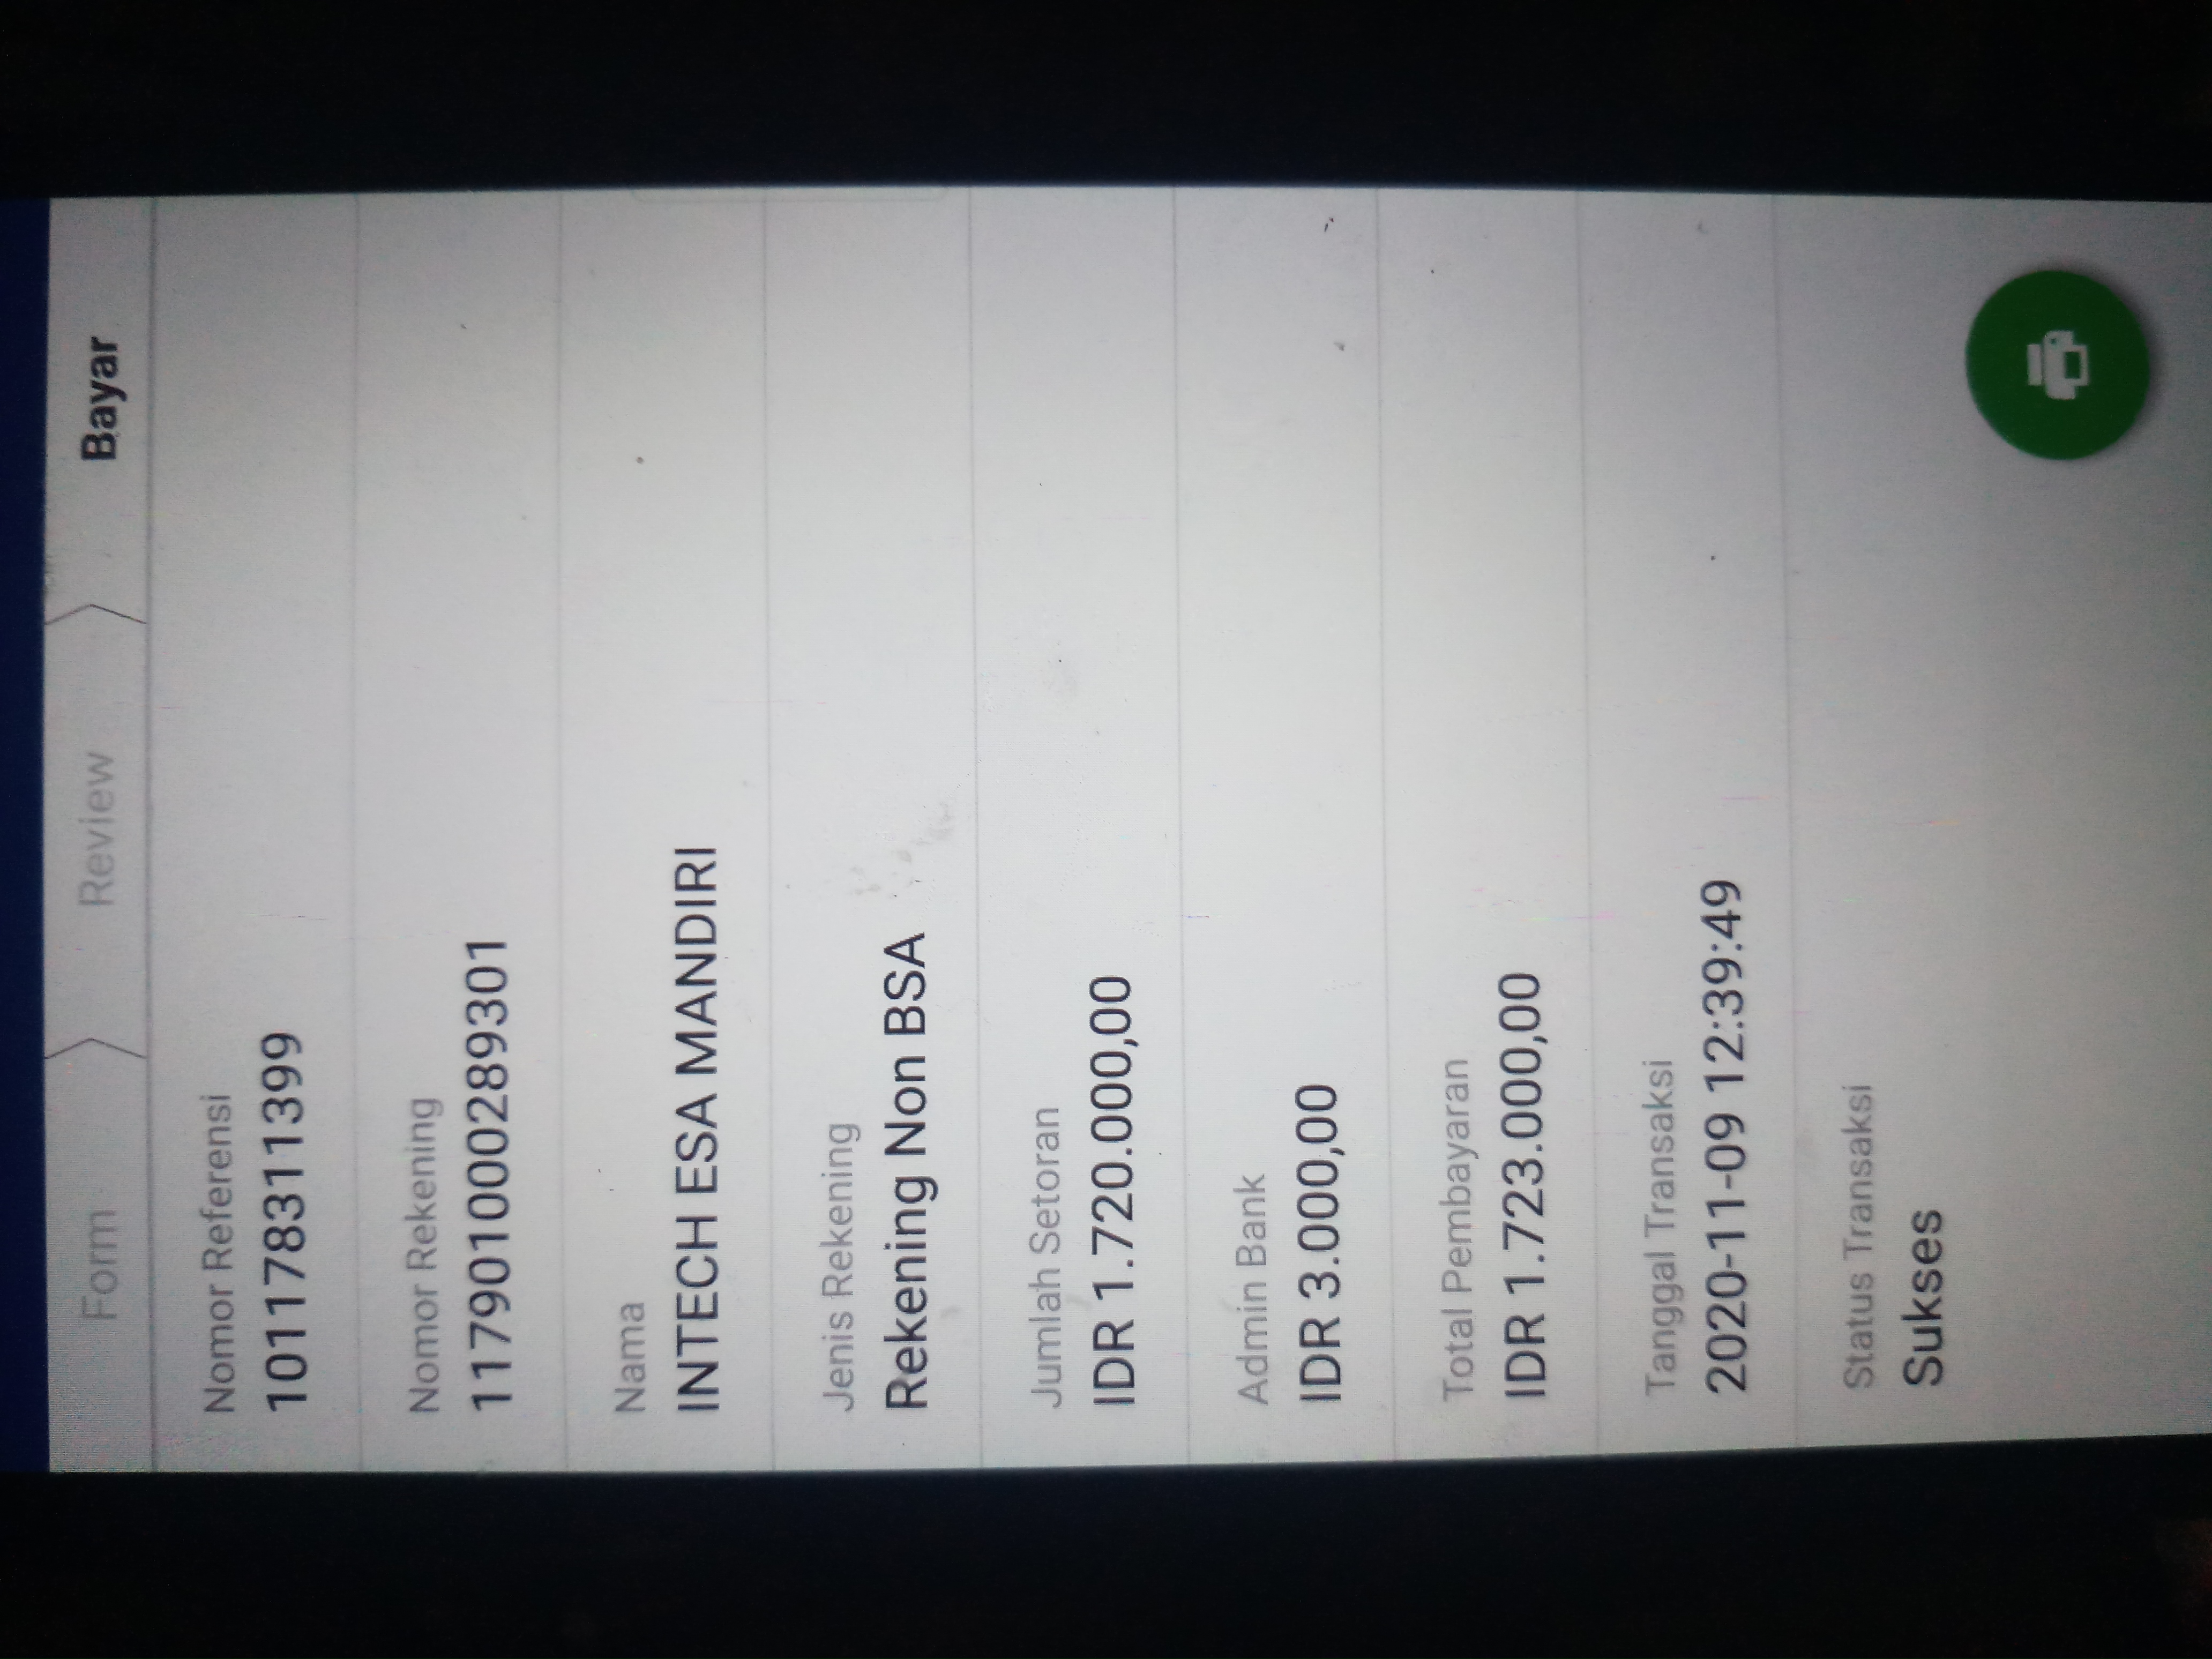 Form
Review
Bayar
Nomor Referensi
101178311399
Nomor Rekening
117901000289301
Nama
INTECH ESA MANDIRI
Jenis Rekening
Rekening Non BSA
Jumlah Setoran
IDR 1.720.000,00
Admin Bank
IDR 3.000,00
Total Pembayaran
IDR 1.723.000,00
Tanggal Transaksi
2020-11-09 12:39:49
Status Transaksi
Sukses